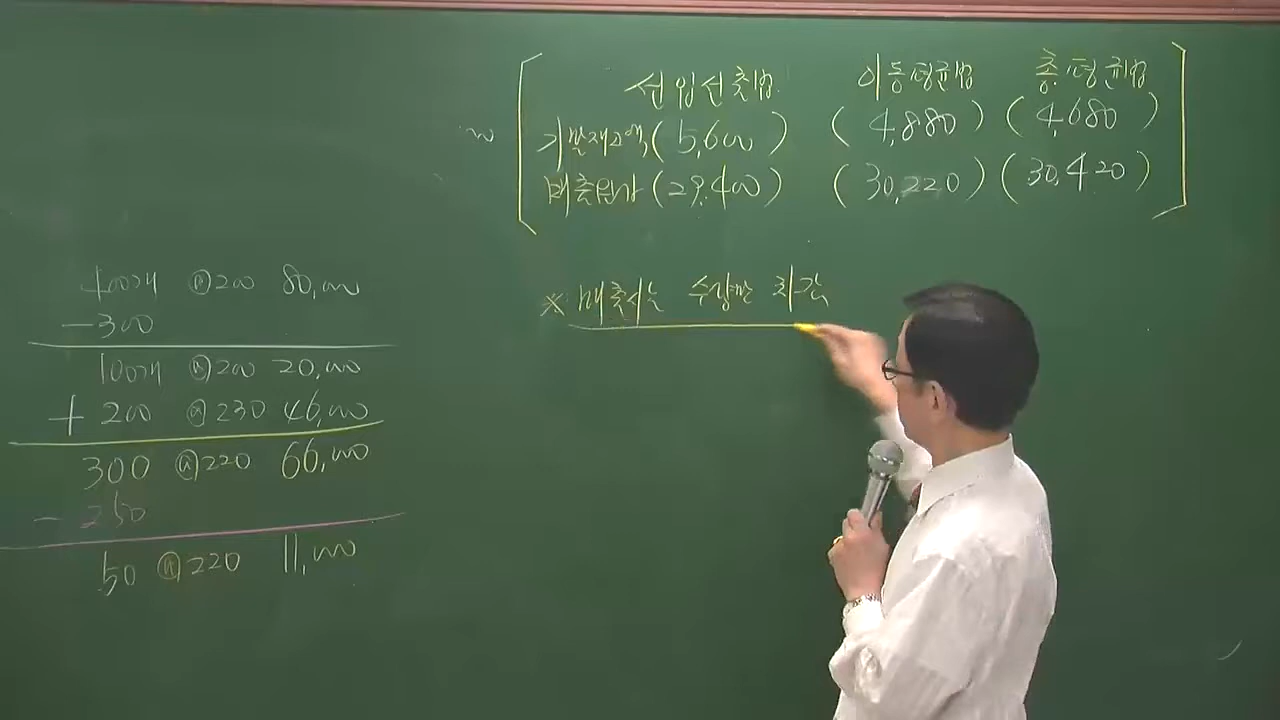 선입선출법 이동평균법 총평균법
기말재고액 (5,600) (4,880) (4,680)
매출원가 (29,400) (30,220) (30,420)
※ 매출시는 수량만 차감
400개 @200 80,000
-300
100개 @200 20,000
+ 200 @230 46,000
300 @220 66,000
- 250
50 @220 11,000